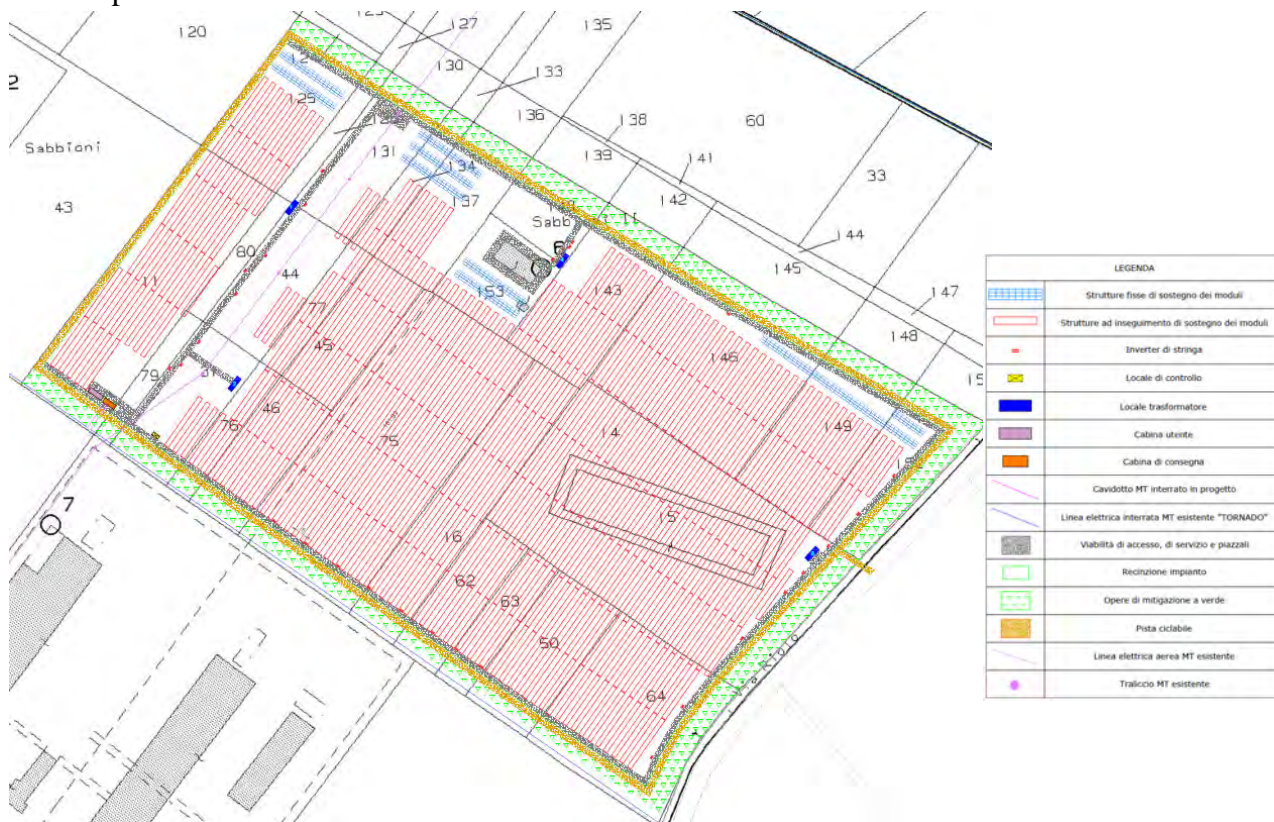 120
127
135
130
133
125
2
136
138
60
Sabbioni
131
139
141
134
33
43
137
142
Sabb
11
144
80
6
145
44
153
143
147
11
77
148
45
146
79
46
149
76
75
14
15
7
16
62
63
50
64
LEGENDA
Strutture fisse di sostegno dei moduli
Strutture ad inseguimento di sostegno dei moduli
Inverter di stringa
Locale di controllo
Locale trasformatore
Cabina utente
Cabina di consegna
Cavidotto MT interrato in progetto
Linea elettrica interrata MT esistente "TORNADO"
Viabilità di accesso, di servizio e piazzali
Recinzione impianto
Opere di mitigazione a verde
Pista ciclabile
Linea elettrica aerea MT esistente
Traliccio MT esistente